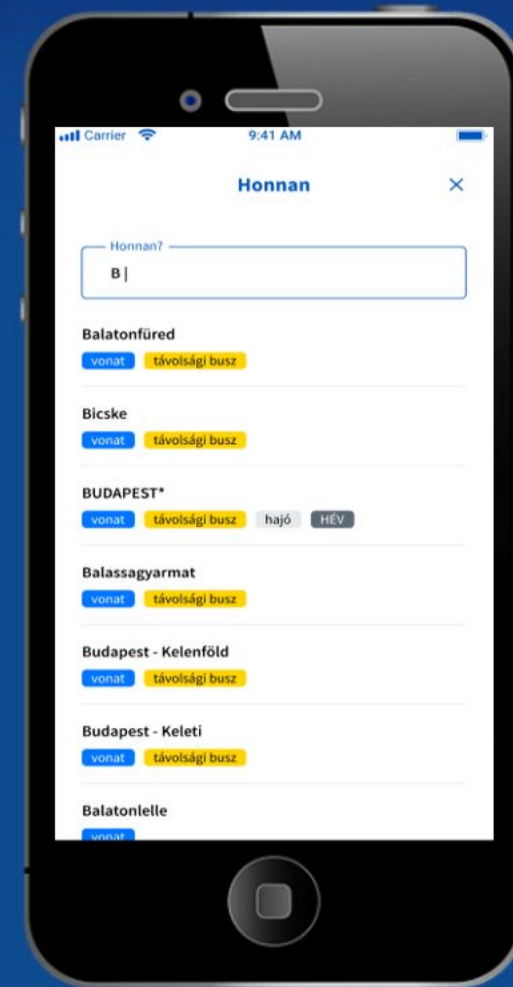 Carrier 9:41 AM
Honnan
Honnan?
B
Balatonfüred
vonat távolsági busz
Bicske
vonat távolsági busz
BUDAPEST*
vonat távolsági busz hajó HÉV
Balassagyarmat
vonat távolsági busz
Budapest - Kelenföld
vonat távolsági busz
Budapest - Keleti
vonat távolsági busz
Balatonlelle
vonat